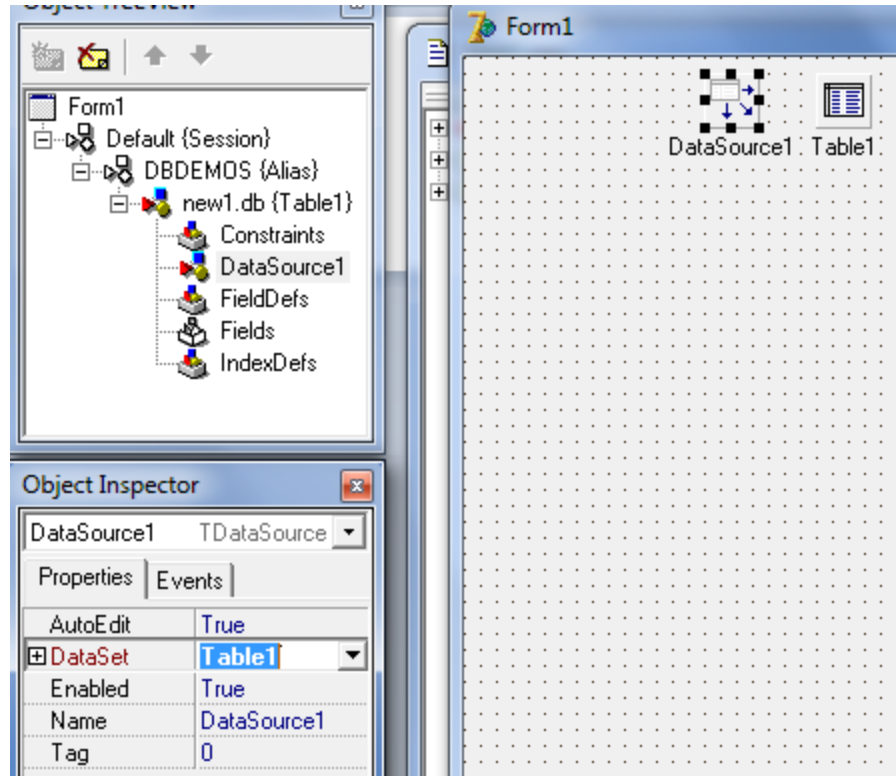 Object TreeView
Form1
Default {Session}
DBDEMOS {Alias}
new1.db {Table1}
Constraints
DataSource1
FieldDefs
Fields
IndexDefs
Object Inspector
DataSource1 TDataSource
Properties Events
AutoEdit True
DataSet Table1
Enabled True
Name DataSource1
Tag 0
Form1
DataSource1 Table1